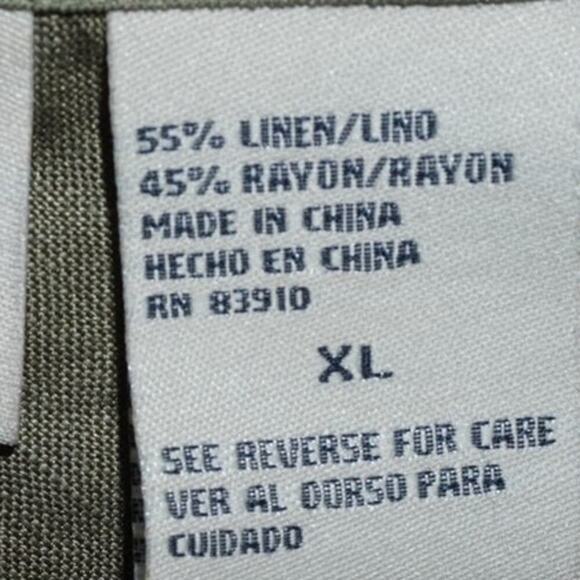 55% LINEN/LINO
45% RAYON/RAYON
MADE IN CHINA
HECHO EN CHINA
RN 83910
XL
SEE REVERSE FOR CARE
VER AL DORSO PARA
CUIDADO